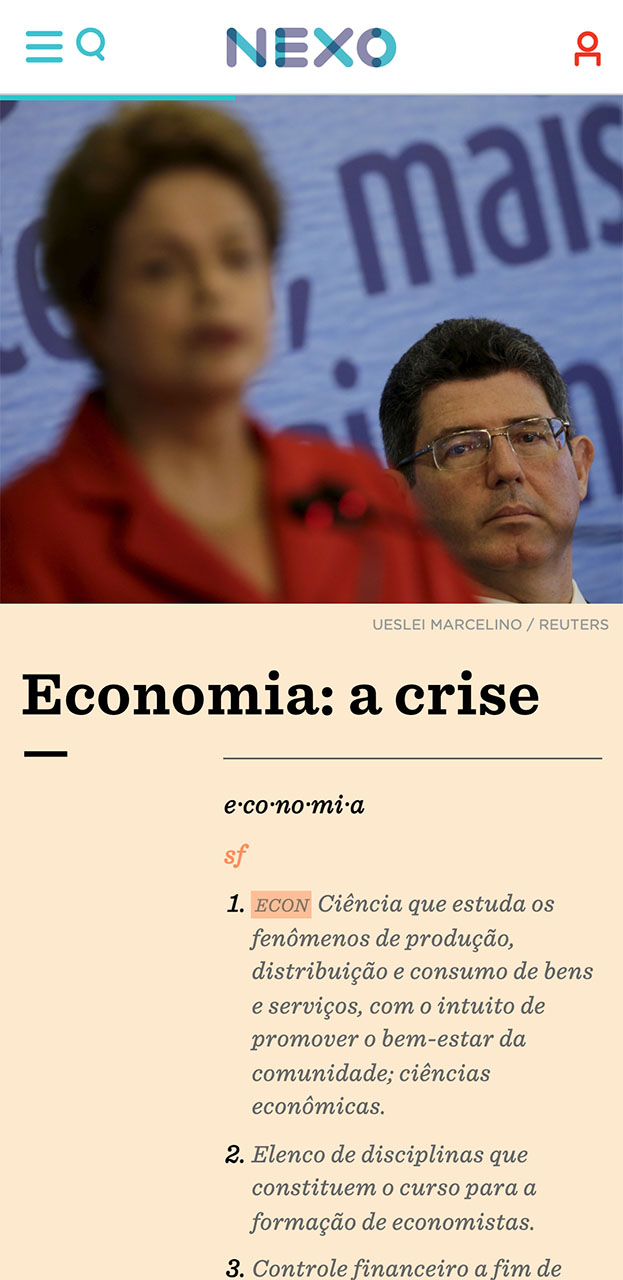 NEXO
mais
UESLEI MARCELINO / REUTERS
Economia: a crise
e·co·no·mi·a
sf
1. ECON Ciência que estuda os
fenômenos de produção,
distribuição e consumo de bens
e serviços, com o intuito de
promover o bem-estar da
comunidade; ciências
econômicas.
2. Elenco de disciplinas que
constituem o curso para a
formação de economistas.
3. Controle financeiro a fim de